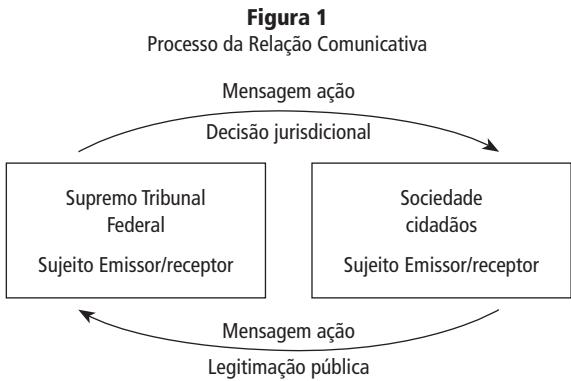 Figura 1
Processo da Relação Comunicativa
Mensagem ação
Decisão jurisdicional
Supremo Tribunal
Federal
Sujeito Emissor/receptor
Sociedade
cidadãos
Sujeito Emissor/receptor
Mensagem ação
Legitimação pública